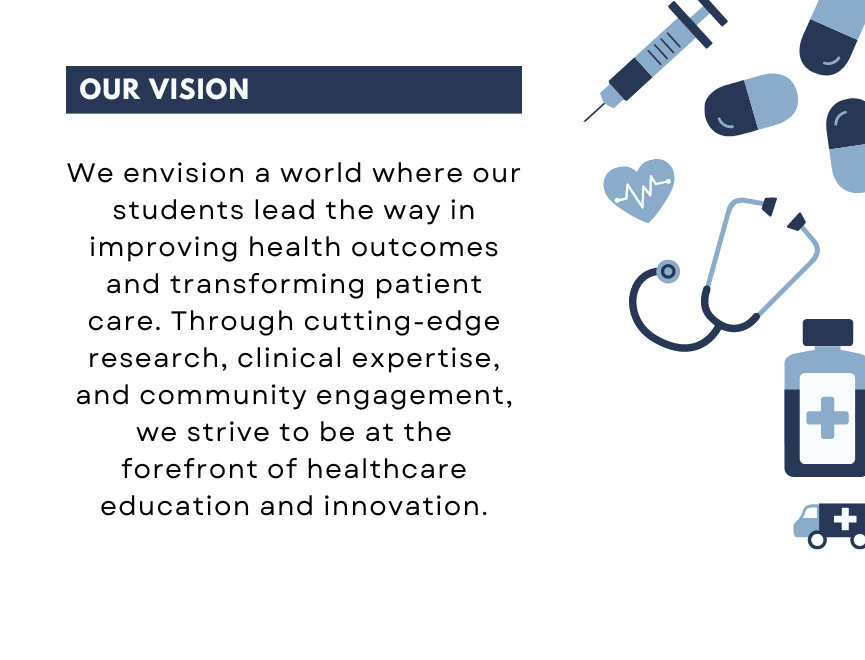 OUR VISION
We envision a world where our
students lead the way in
improving health outcomes
and transforming patient
care. Through cutting-edge
research, clinical expertise,
and community engagement,
we strive to be at the
forefront of healthcare
education and innovation.